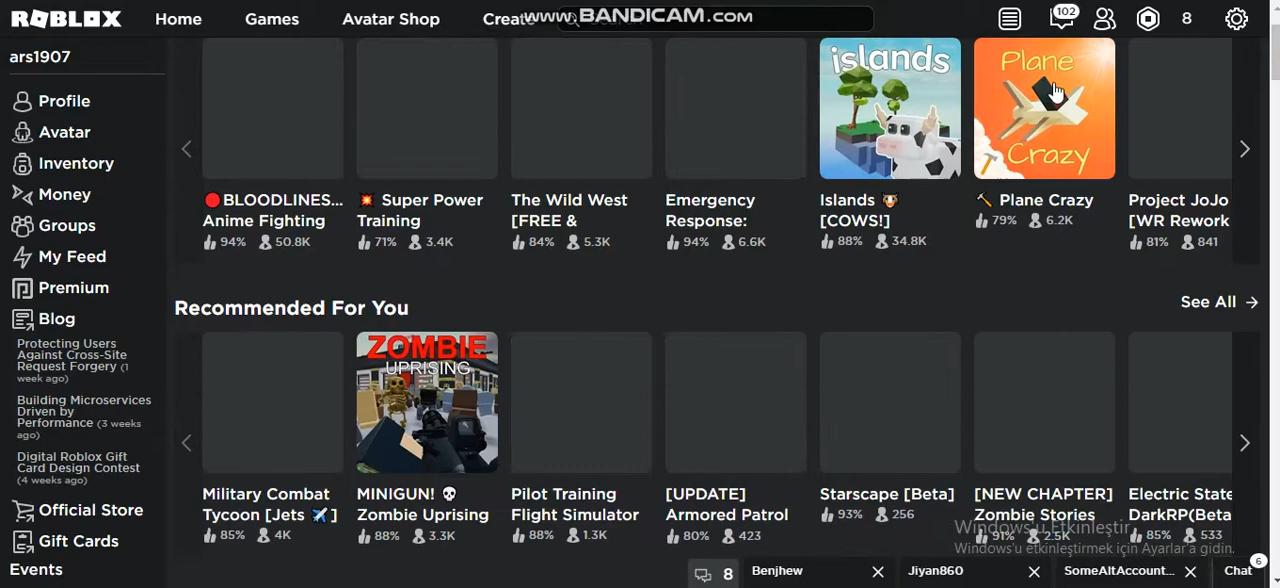 ROBLOX Home Games Avatar Shop Create www.BANDICAM.com 102 8
ars1907
Profile
Avatar
Inventory
Money
Groups
My Feed
Premium
Blog
Protecting Users
Against Cross-Site
Request Forgery (1
week ago)
Building Microservices
Driven by
Performance (3 weeks
ago)
Digital Roblox Gift
Card Design Contest
(4 weeks ago)
Official Store
Gift Cards
Events
islands
Plane
Crazy
🔴BLOODLINES...
Anime Fighting
94% 50.8K
💥 Super Power
Training
71% 3.4K
The Wild West
[FREE &
84% 5.3K
Emergency
Response:
94% 6.6K
Islands 🐮
[COWS!]
88% 34.8K
🔨 Plane Crazy
79% 6.2K
Project JoJo
[WR Rework
81% 841
Recommended For You
See All →
ZOMBIE
UPRISING
Military Combat
Tycoon [Jets ✈️]
85% 4K
MINIGUN! 💀
Zombie Uprising
88% 3.3K
Pilot Training
Flight Simulator
88% 1.3K
[UPDATE]
Armored Patrol
80% 423
Starscape [Beta]
93% 256
[NEW CHAPTER]
Zombie Stories
91% 2.5K
Electric State
DarkRP(Beta
85% 533
Windows'u Etkinleştir
Windows'u etkinleştirmek için Ayarlar'a gidin.
8 Benjhew Jiyan860 SomeAltAccount... Chat 6